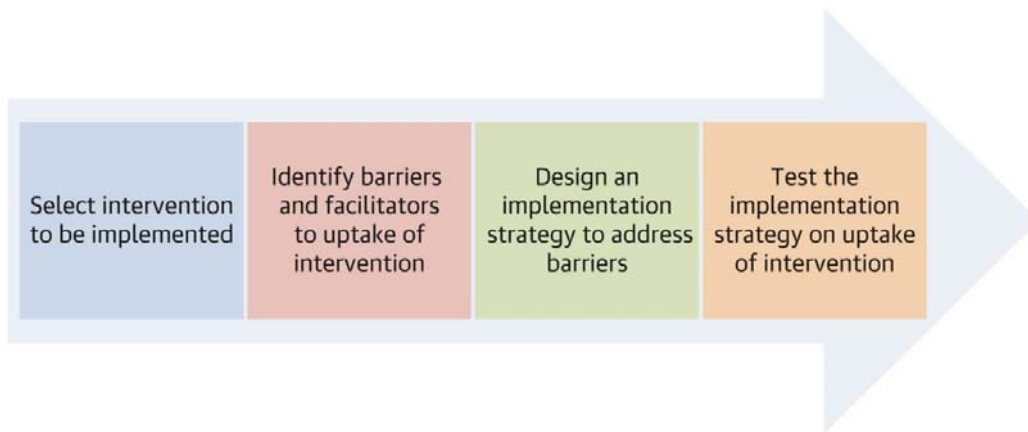 Select intervention
to be implemented
Identify barriers
and facilitators
to uptake of
intervention
Design an
implementation
strategy to address
barriers
Test the
implementation
strategy on uptake
of intervention